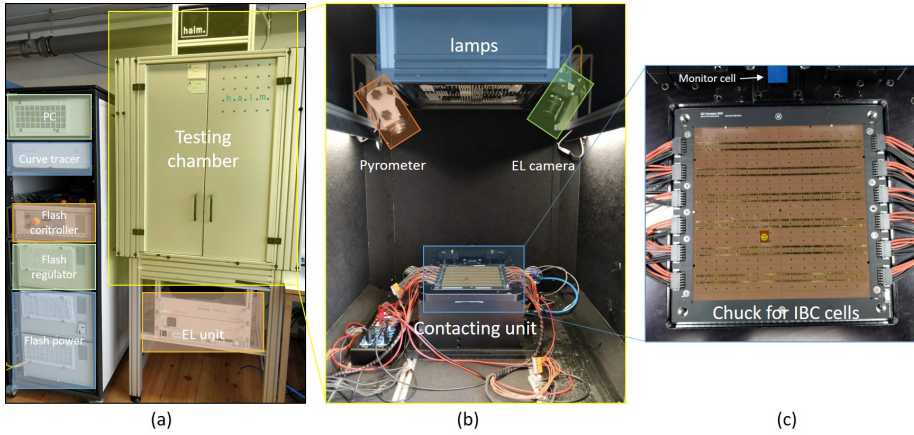 halm.
h.a.l.m.
PC
Curve tracer
Flash
controller
Flash
regulator
Flash power
Testing
chamber
EL unit
(a)
lamps
Pyrometer
EL camera
Contacting unit
(b)
Monitor cell
Chuck for IBC cells
(c)